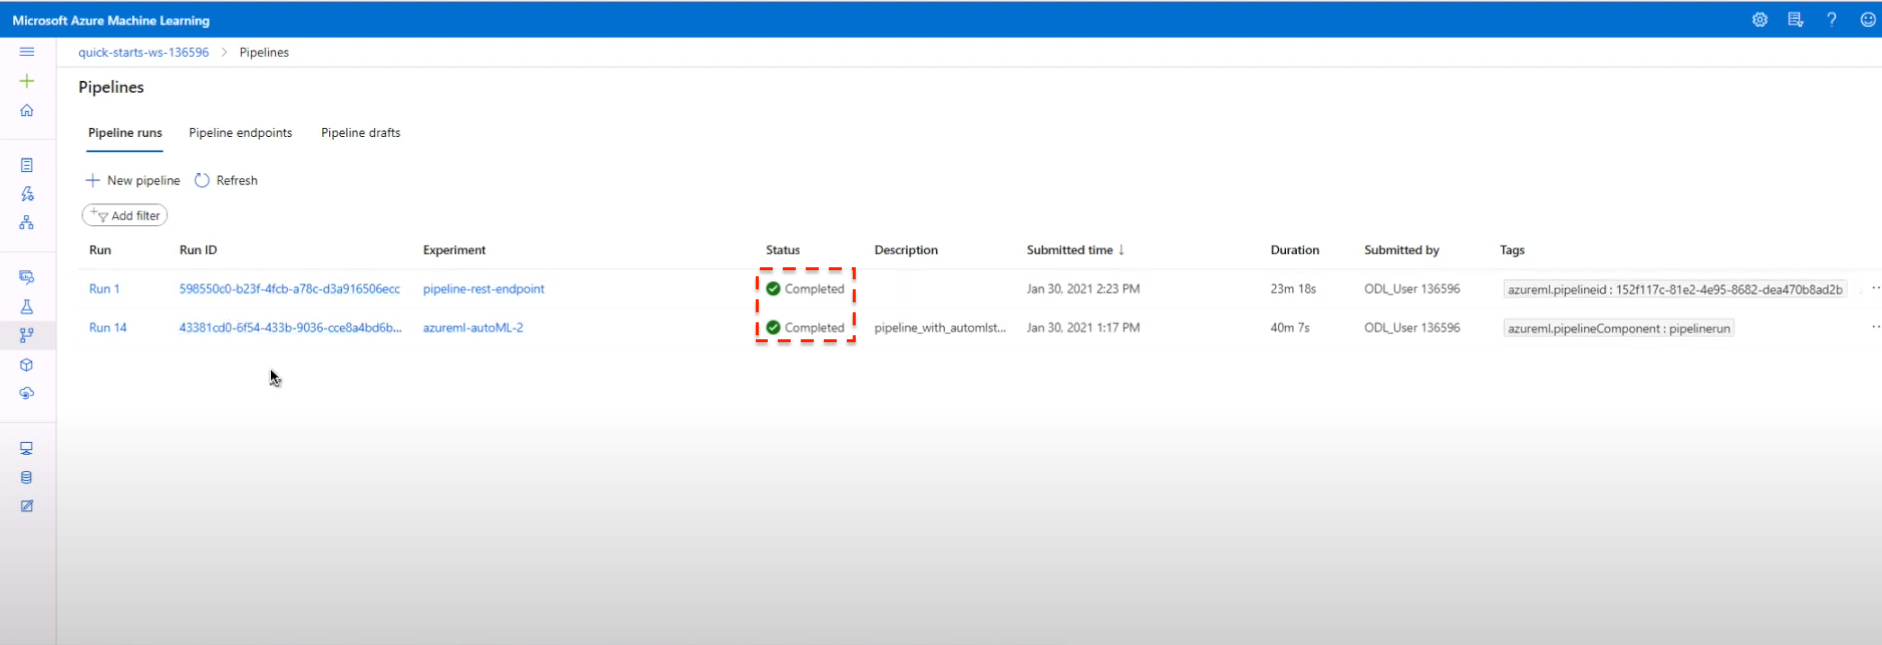 Microsoft Azure Machine Learning
quick-starts-ws-136596 > Pipelines
Pipelines
Pipeline runs Pipeline endpoints Pipeline drafts
New pipeline Refresh
Add filter
Run Run ID Experiment Status Description Submitted time ↓ Duration Submitted by Tags
Run 1 598550c0-b23f-4fcb-a78c-d3a916506ecc pipeline-rest-endpoint Completed Jan 30, 2021 2:23 PM 23m 18s ODL_User 136596 azureml.pipelineid : 152f117c-81e2-4e95-8682-dea470b8ad2b
Run 14 43381cd0-6f54-433b-9036-cce8a4bd6b... azureml-autoML-2 Completed pipeline_with_automlst... Jan 30, 2021 1:17 PM 40m 7s ODL_User 136596 azureml.pipelineComponent : pipelinerun